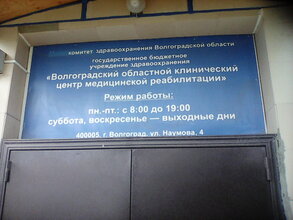 комитет здравоохранения Волгоградской области
государственное бюджетное
учреждение здравоохранения
«Волгоградский областной клинический
центр медицинской реабилитации»
Режим работы:
пн.-пт.: с 8:00 до 19:00
суббота, воскресенье — выходные дни
400005, г. Волгоград, ул. Наумова, 4